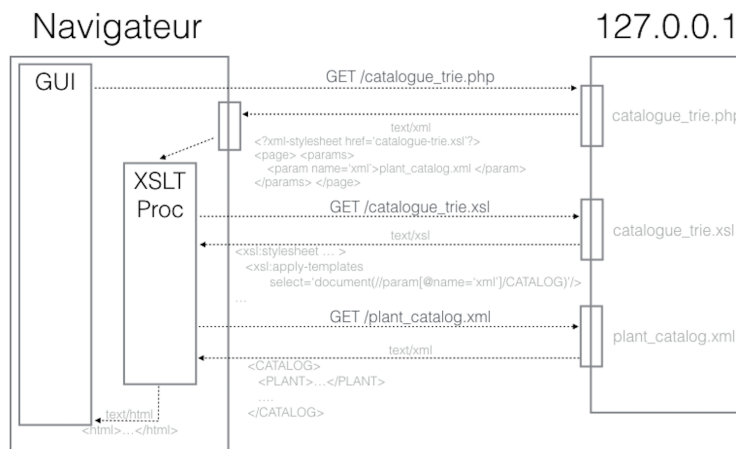 Navigateur
127.0.0.1
GUI
GET /catalogue_trie.php
catalogue_trie.php
text/xml
<?xml-stylesheet href='catalogue-trie.xsl'?>
<page> <params>
<param name='xml'>plant_catalog.xml </param>
</params> </page>
XSLT
Proc
GET /catalogue_trie.xsl
catalogue_trie.xsl
text/xsl
<xsl:stylesheet ... >
<xsl:apply-templates
select='document(//param[@name='xml']/CATALOG)'/>
...
GET /plant_catalog.xml
plant_catalog.xml
text/xml
<CATALOG>
<PLANT>...</PLANT>
....
</CATALOG>
text/html
<html>...</html>